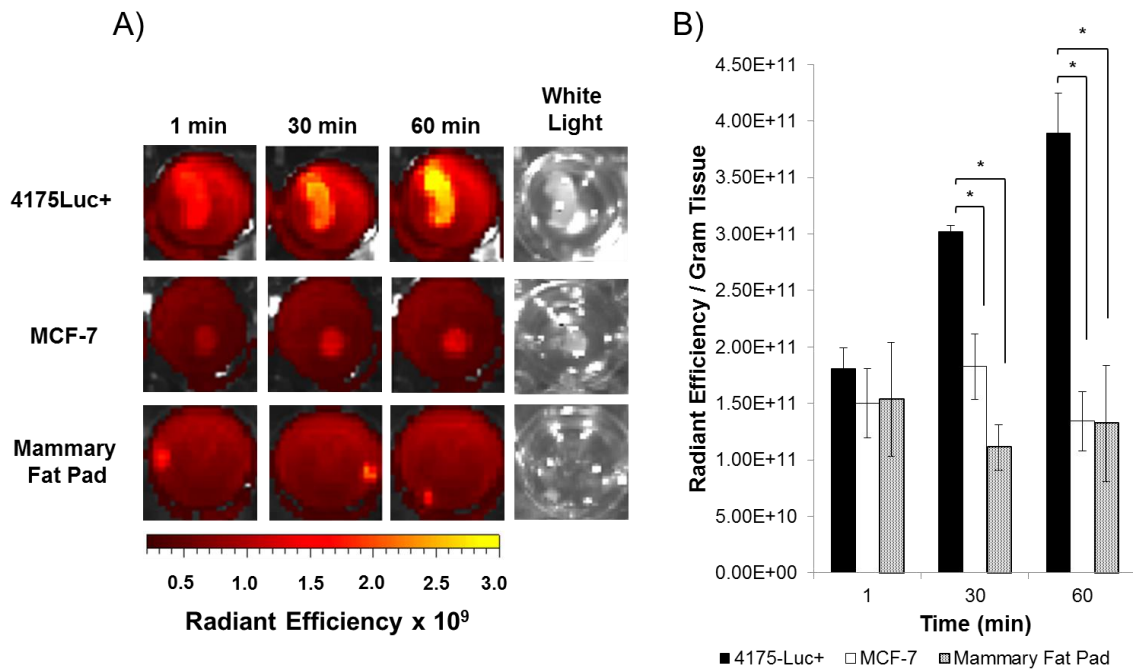 A)
1 min 30 min 60 min White Light
4175Luc+
MCF-7
Mammary
Fat Pad
0.5 1.0 1.5 2.0 2.5 3.0
Radiant Efficiency x 10⁹
B)
Radiant Efficiency / Gram Tissue
4.50E+11
4.00E+11
3.50E+11
3.00E+11
2.50E+11
2.00E+11
1.50E+11
1.00E+11
5.00E+10
0.00E+00
* *
* *
* *
1 30 60
Time (min)
4175-Luc+ MCF-7 Mammary Fat Pad